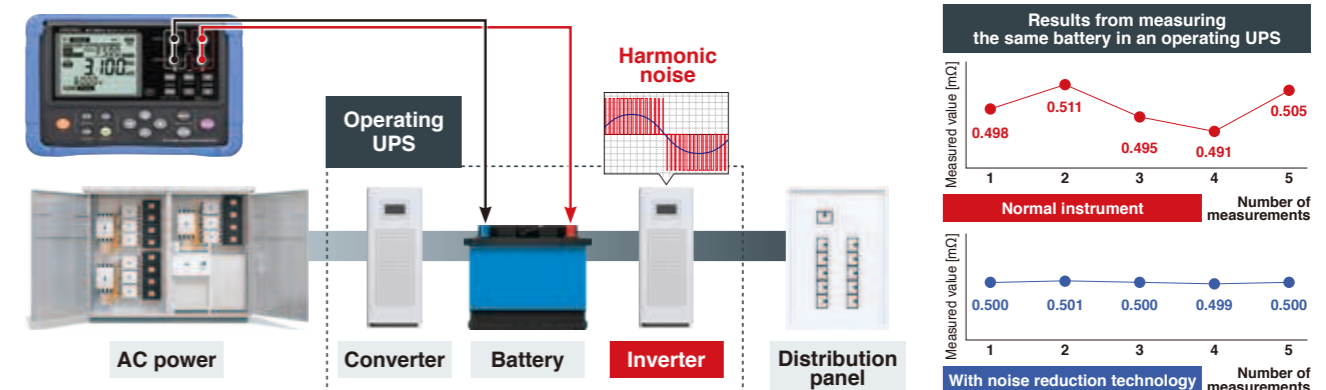 3.100
Operating
UPS
Harmonic
noise
AC power
Converter
Battery
Inverter
Distribution
panel
Results from measuring
the same battery in an operating UPS
Measured value [mΩ]
0.498
0.511
0.495
0.491
0.505
1
2
3
4
5
Normal instrument
Number of
measurements
Measured value [mΩ]
0.500
0.501
0.500
0.499
0.500
1
2
3
4
5
With noise reduction technology
Number of
measurements